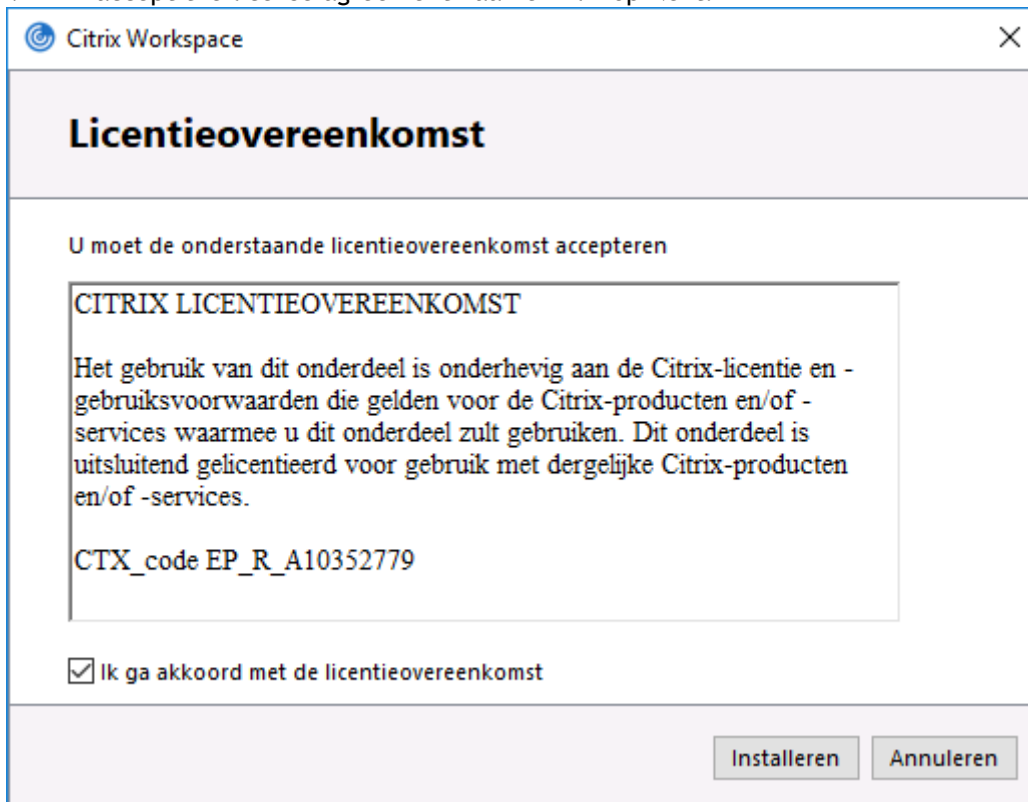 Citrix Workspace
Licentieovereenkomst
U moet de onderstaande licentieovereenkomst accepteren
CITRIX LICENTIEOVEREENKOMST
Het gebruik van dit onderdeel is onderhevig aan de Citrix-licentie en -
gebruiksvoorwaarden die gelden voor de Citrix-producten en/of -
services waarmee u dit onderdeel zult gebruiken. Dit onderdeel is
uitsluitend gelicentieerd voor gebruik met dergelijke Citrix-producten
en/of -services.
CTX_code EP_R_A10352779
Ik ga akkoord met de licentieovereenkomst
Installeren Annuleren